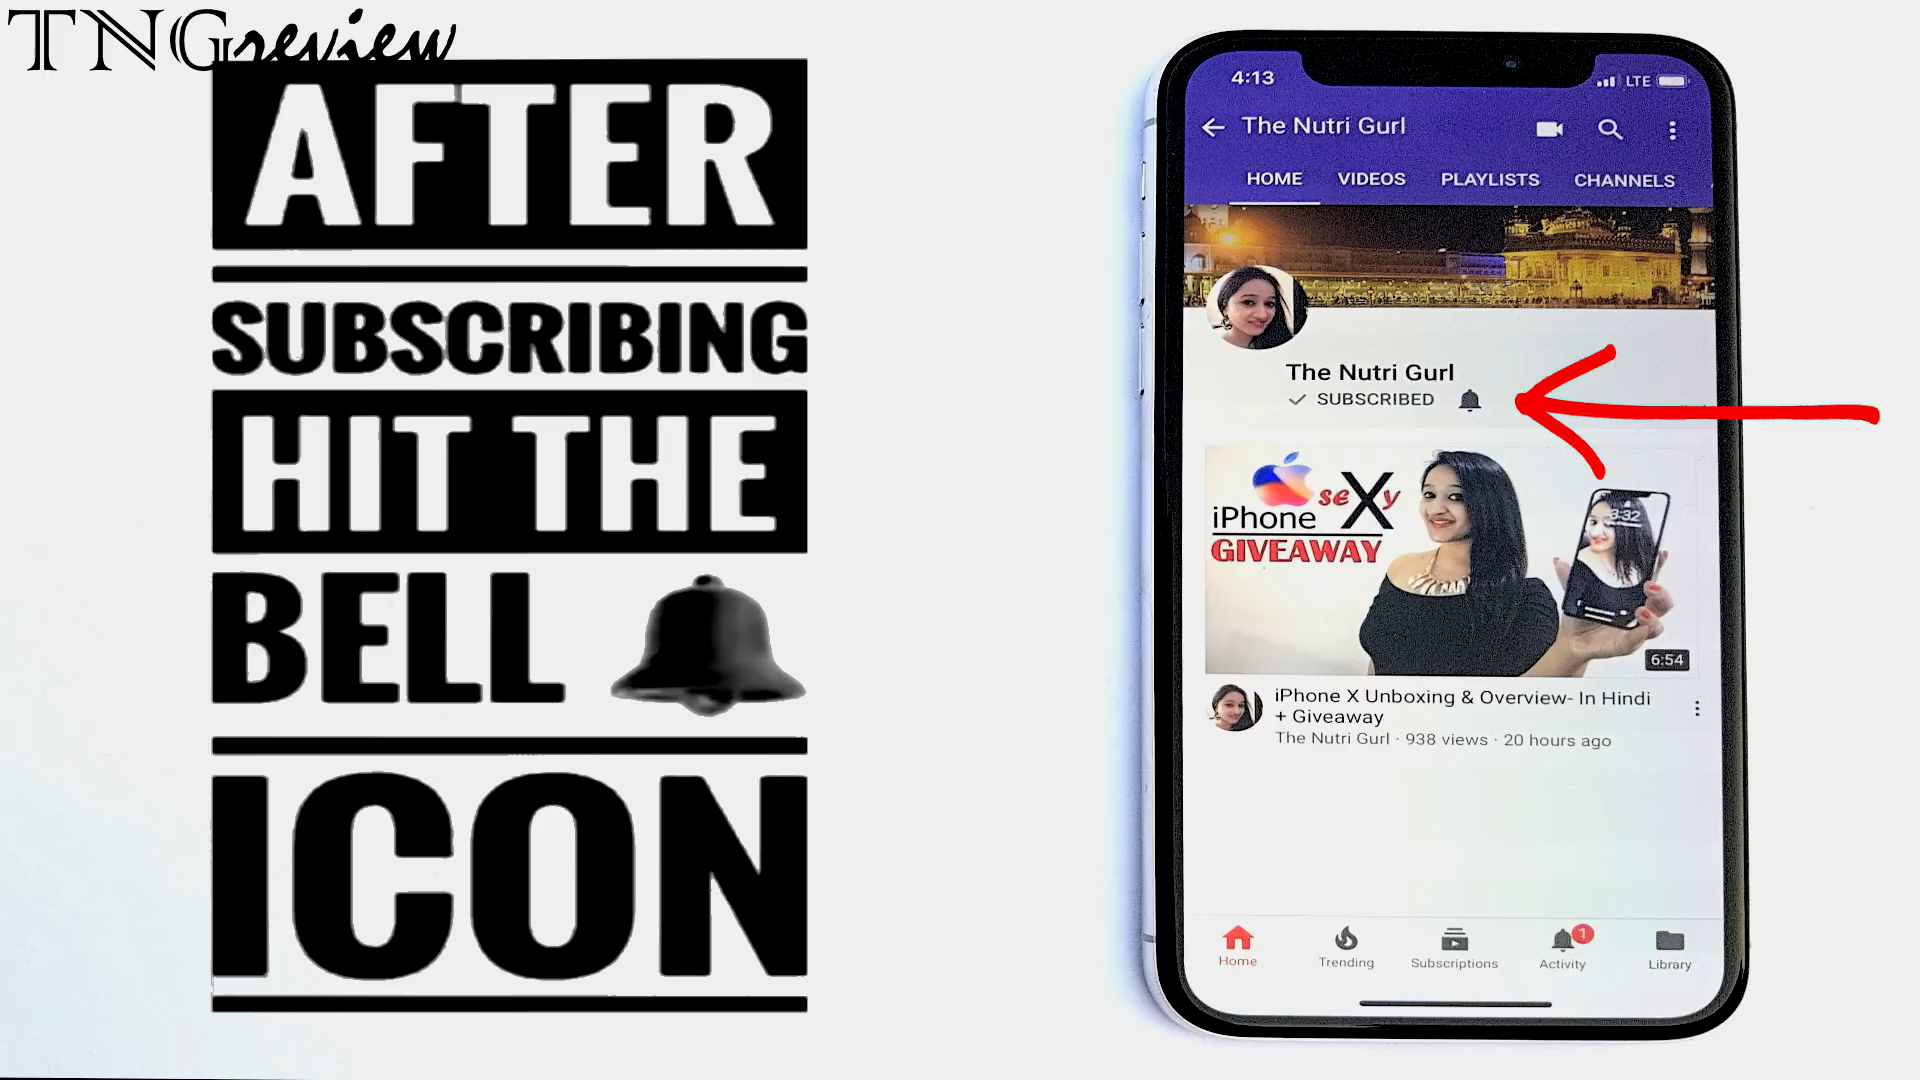 TNGreview
AFTER
SUBSCRIBING
HIT THE
BELL
ICON
4:13
LTE
The Nutri Gurl
HOME VIDEOS PLAYLISTS CHANNELS
The Nutri Gurl
SUBSCRIBED
iPhone seXy
GIVEAWAY
3:32
6:54
iPhone X Unboxing & Overview- In Hindi
+ Giveaway
The Nutri Gurl · 938 views · 20 hours ago
1
Home Trending Subscriptions Activity Library